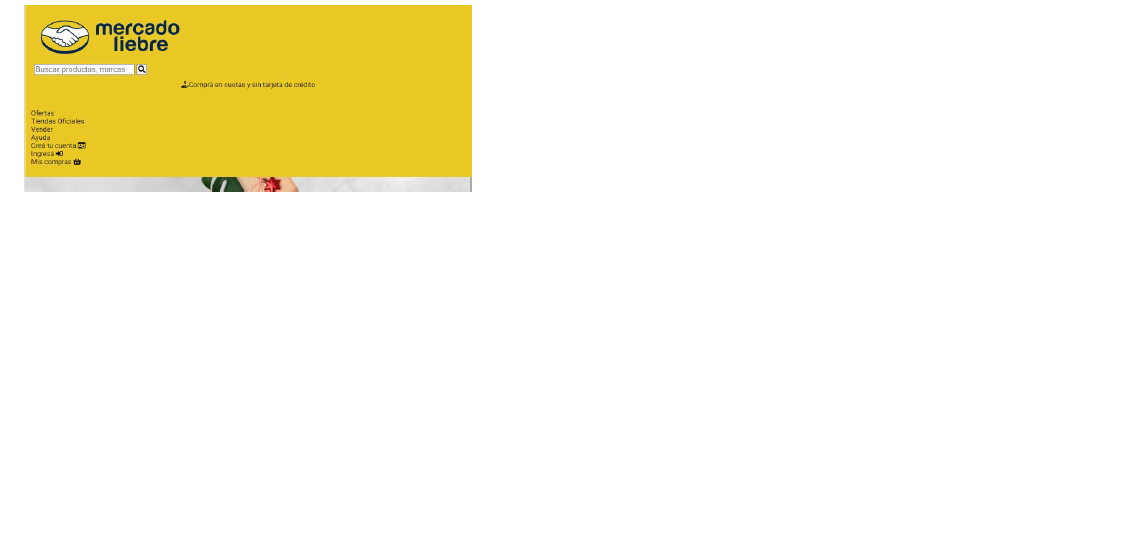 mercado
liebre
Buscar productos, marcas
Comprá en cuotas y sin tarjeta de crédito
Ofertas
Tiendas Oficiales
Vender
Ayuda
Creá tu cuenta
Ingresá
Mis compras